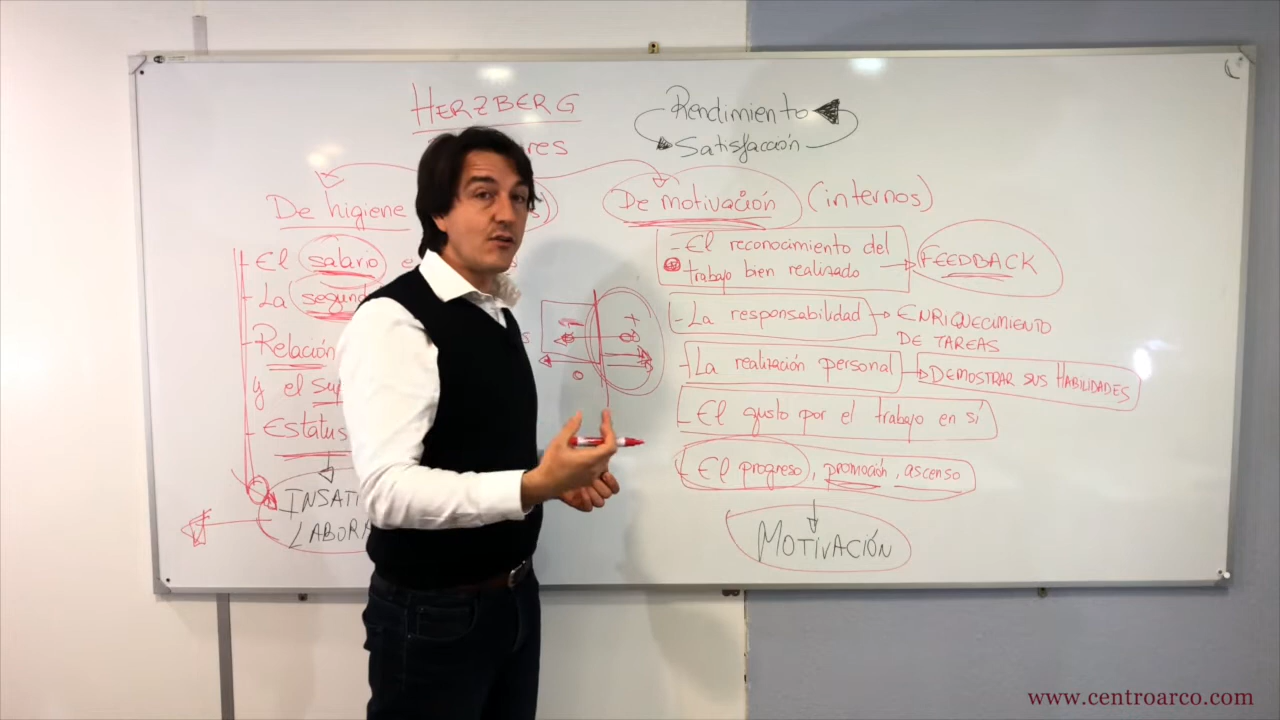 HERZBERG
Rendimiento
Satisfacción
De higiene
De motivación (internos)
- El salario
- La
- Relación
y el
- Estatus
LABORA
- El reconocimiento del
trabajo bien realizado → FEEDBACK
- La responsabilidad → ENRIQUECIMIENTO
DE TAREAS
- La realización personal → DEMOSTRAR SUS HABILIDADES
- El gusto por el trabajo en sí
- El progreso, promoción, ascenso
MOTIVACIÓN
- +
0
www.centroarco.com